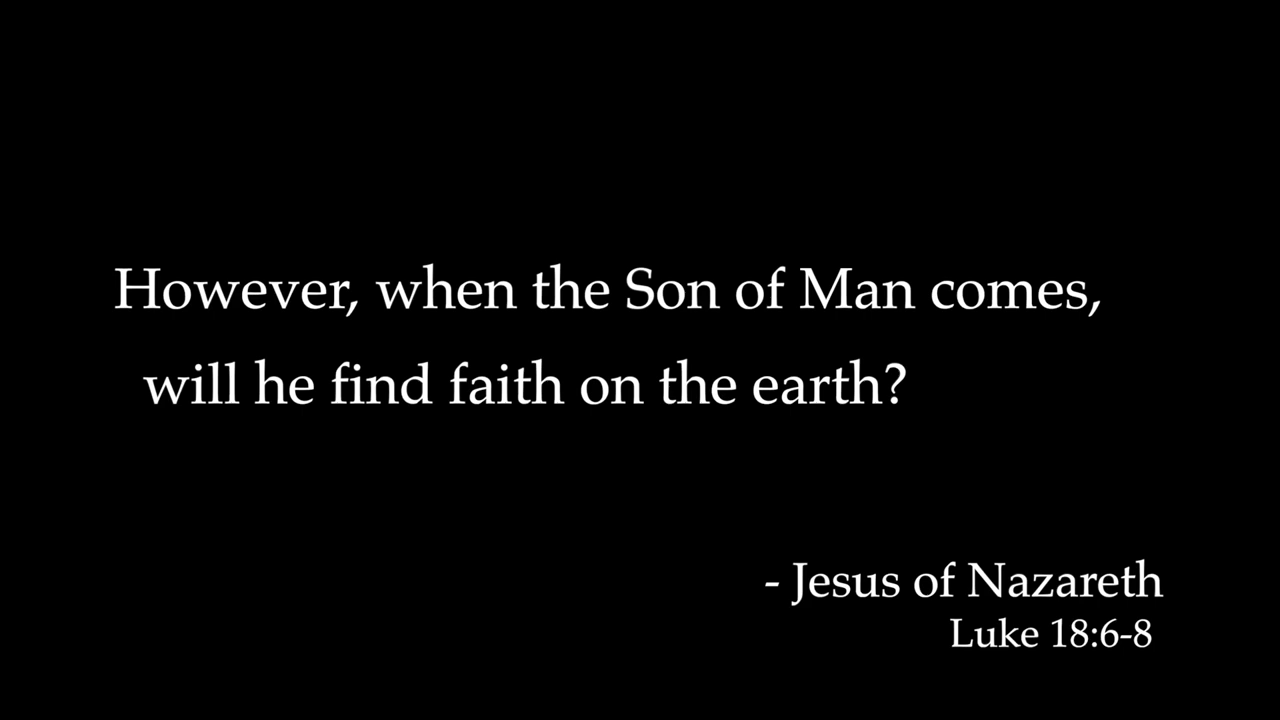 However, when the Son of Man comes,
will he find faith on the earth?
- Jesus of Nazareth
Luke 18:6-8